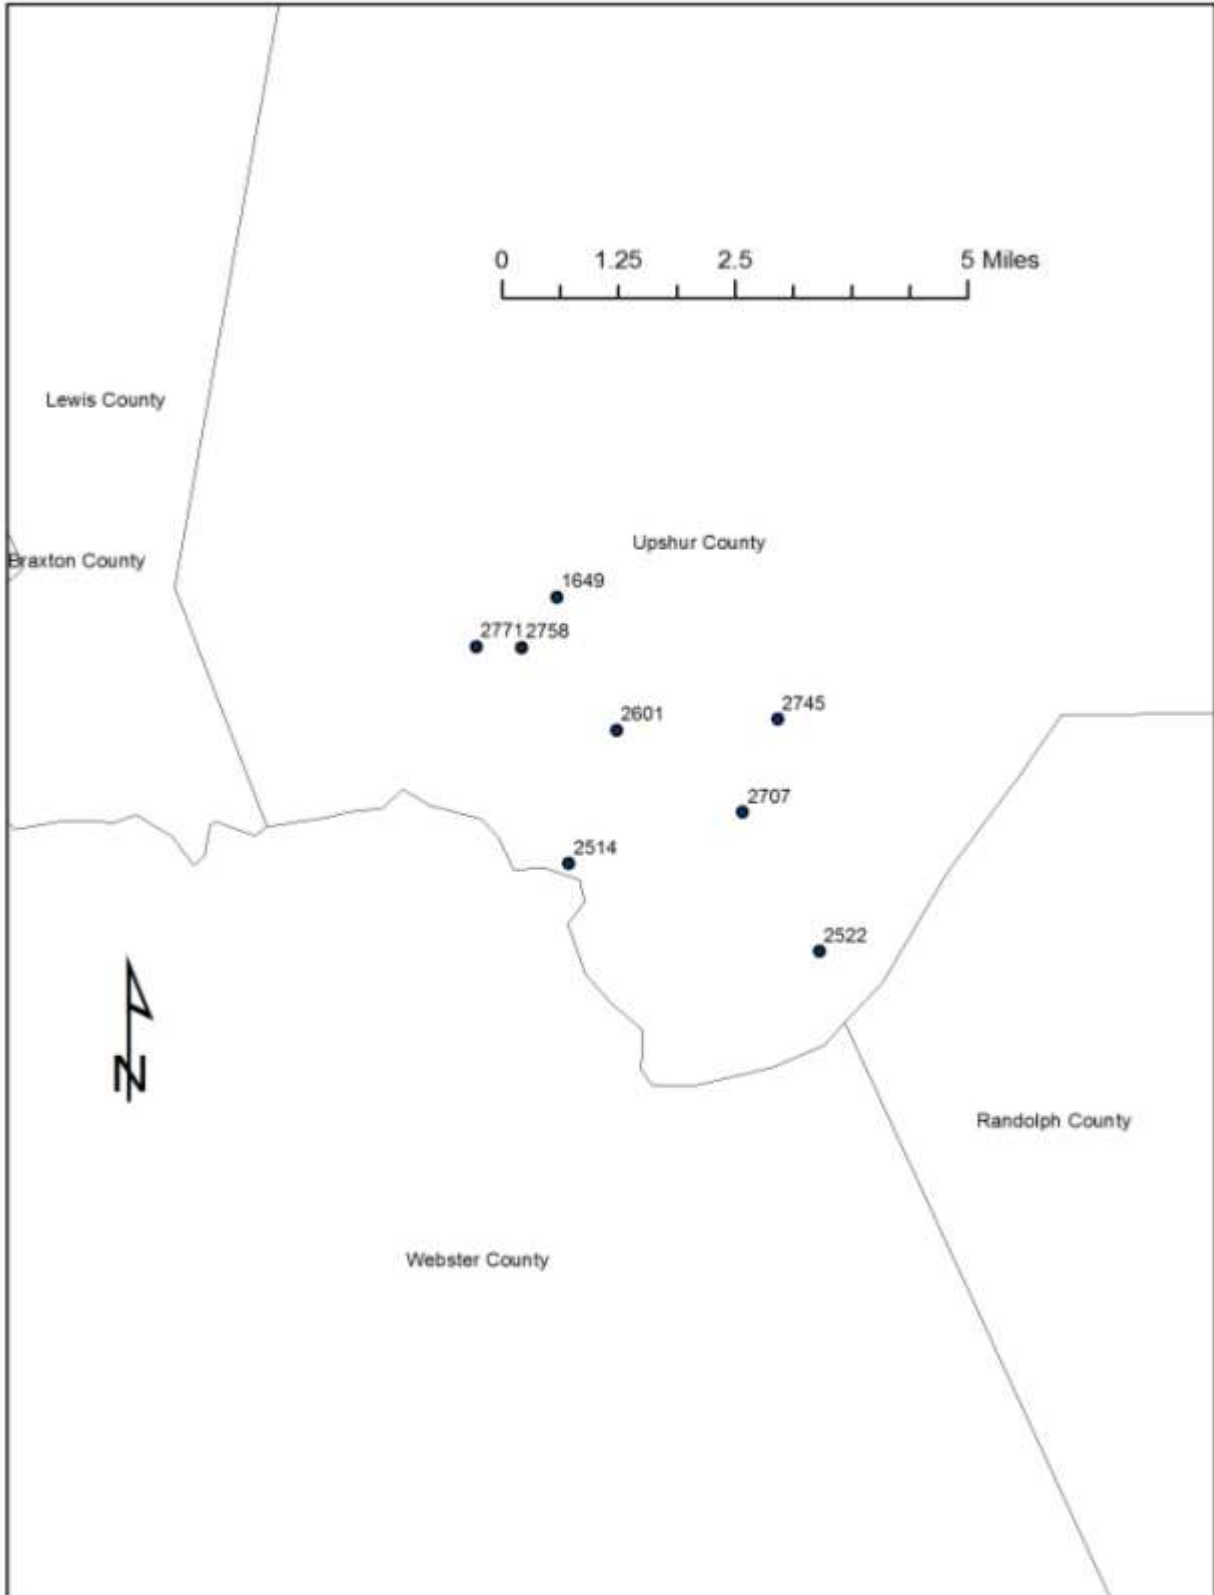 0 1.25 2.5 5 Miles
Lewis County
Upshur County
Braxton County
1649
2771 2758
2745
2601
2707
2514
2522
N
Randolph County
Webster County